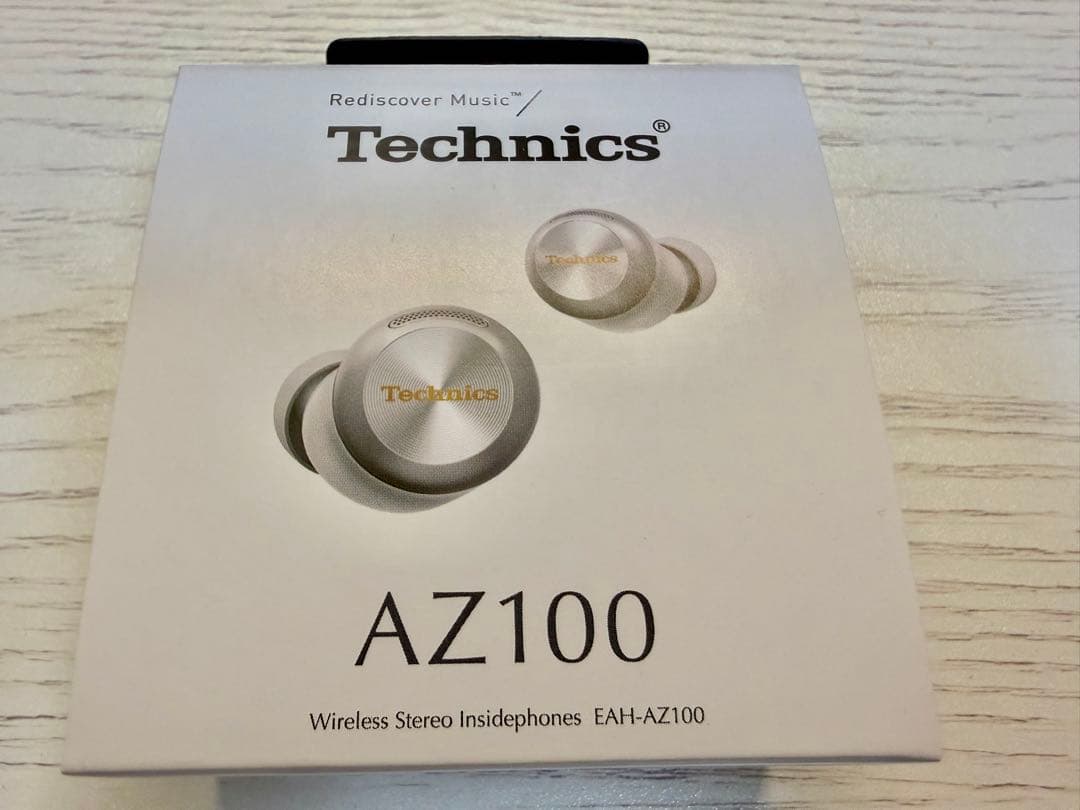 Rediscover Music™/
Technics®
Technics
Technics
AZ100
Wireless Stereo Insidephones EAH-AZ100